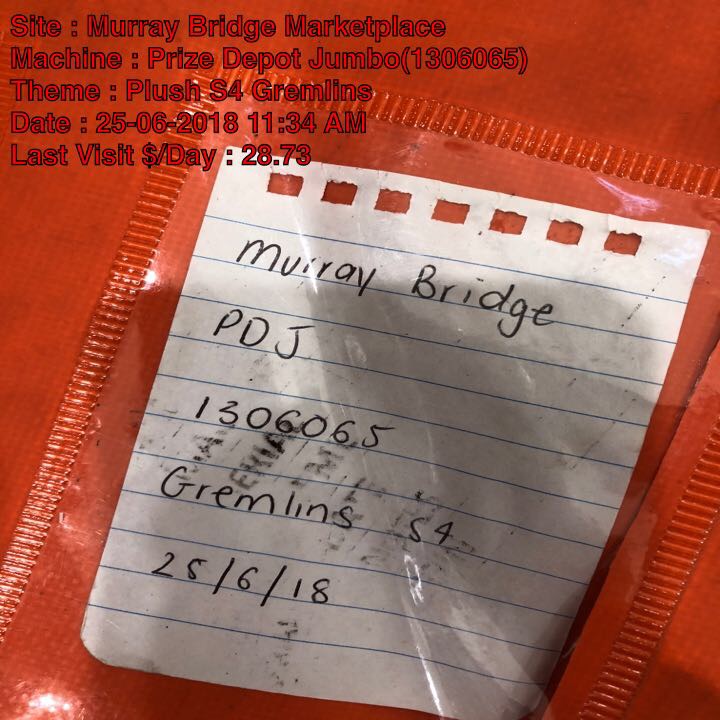 Site : Murray Bridge Marketplace
Machine : Prize Depot Jumbo(1306065)
Theme : Plush S4 Gremlins
Date : 25-06-2018 11:34 AM
Last Visit $/Day : 28.73
Murray Bridge
PDJ
1306065
Gremlins S4
25/6/18